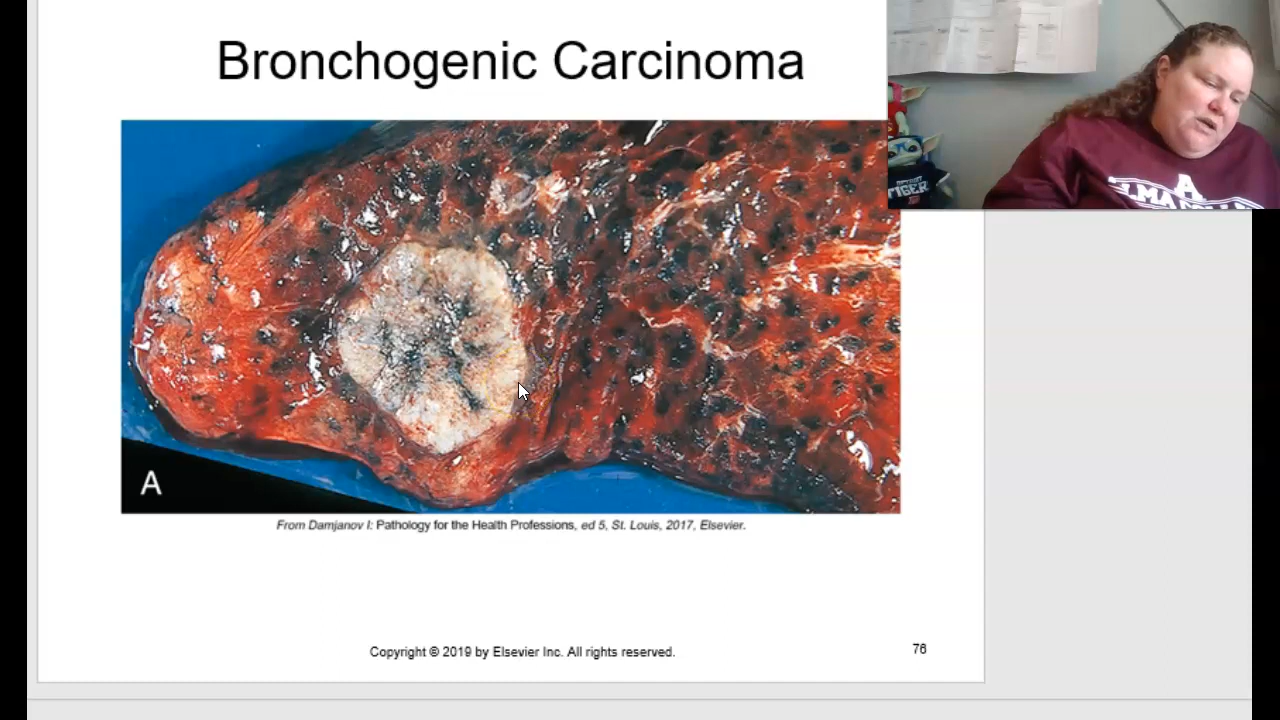 Bronchogenic Carcinoma
TIGER
A
A
From Damjanov I: Pathology for the Health Professions, ed 5, St. Louis, 2017, Elsevier.
Copyright © 2019 by Elsevier Inc. All rights reserved.
76